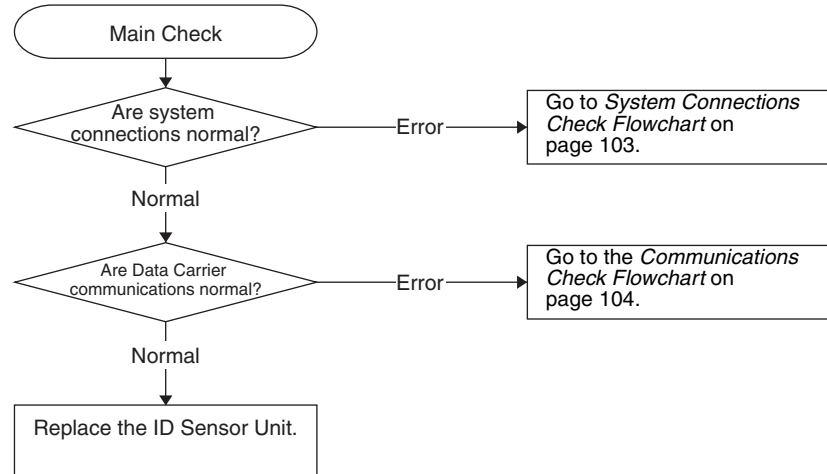 Main Check
Are system
connections normal?
Error
Go to System Connections
Check Flowchart on
page 103.
Normal
Are Data Carrier
communications normal?
Error
Go to the Communications
Check Flowchart on
page 104.
Normal
Replace the ID Sensor Unit.